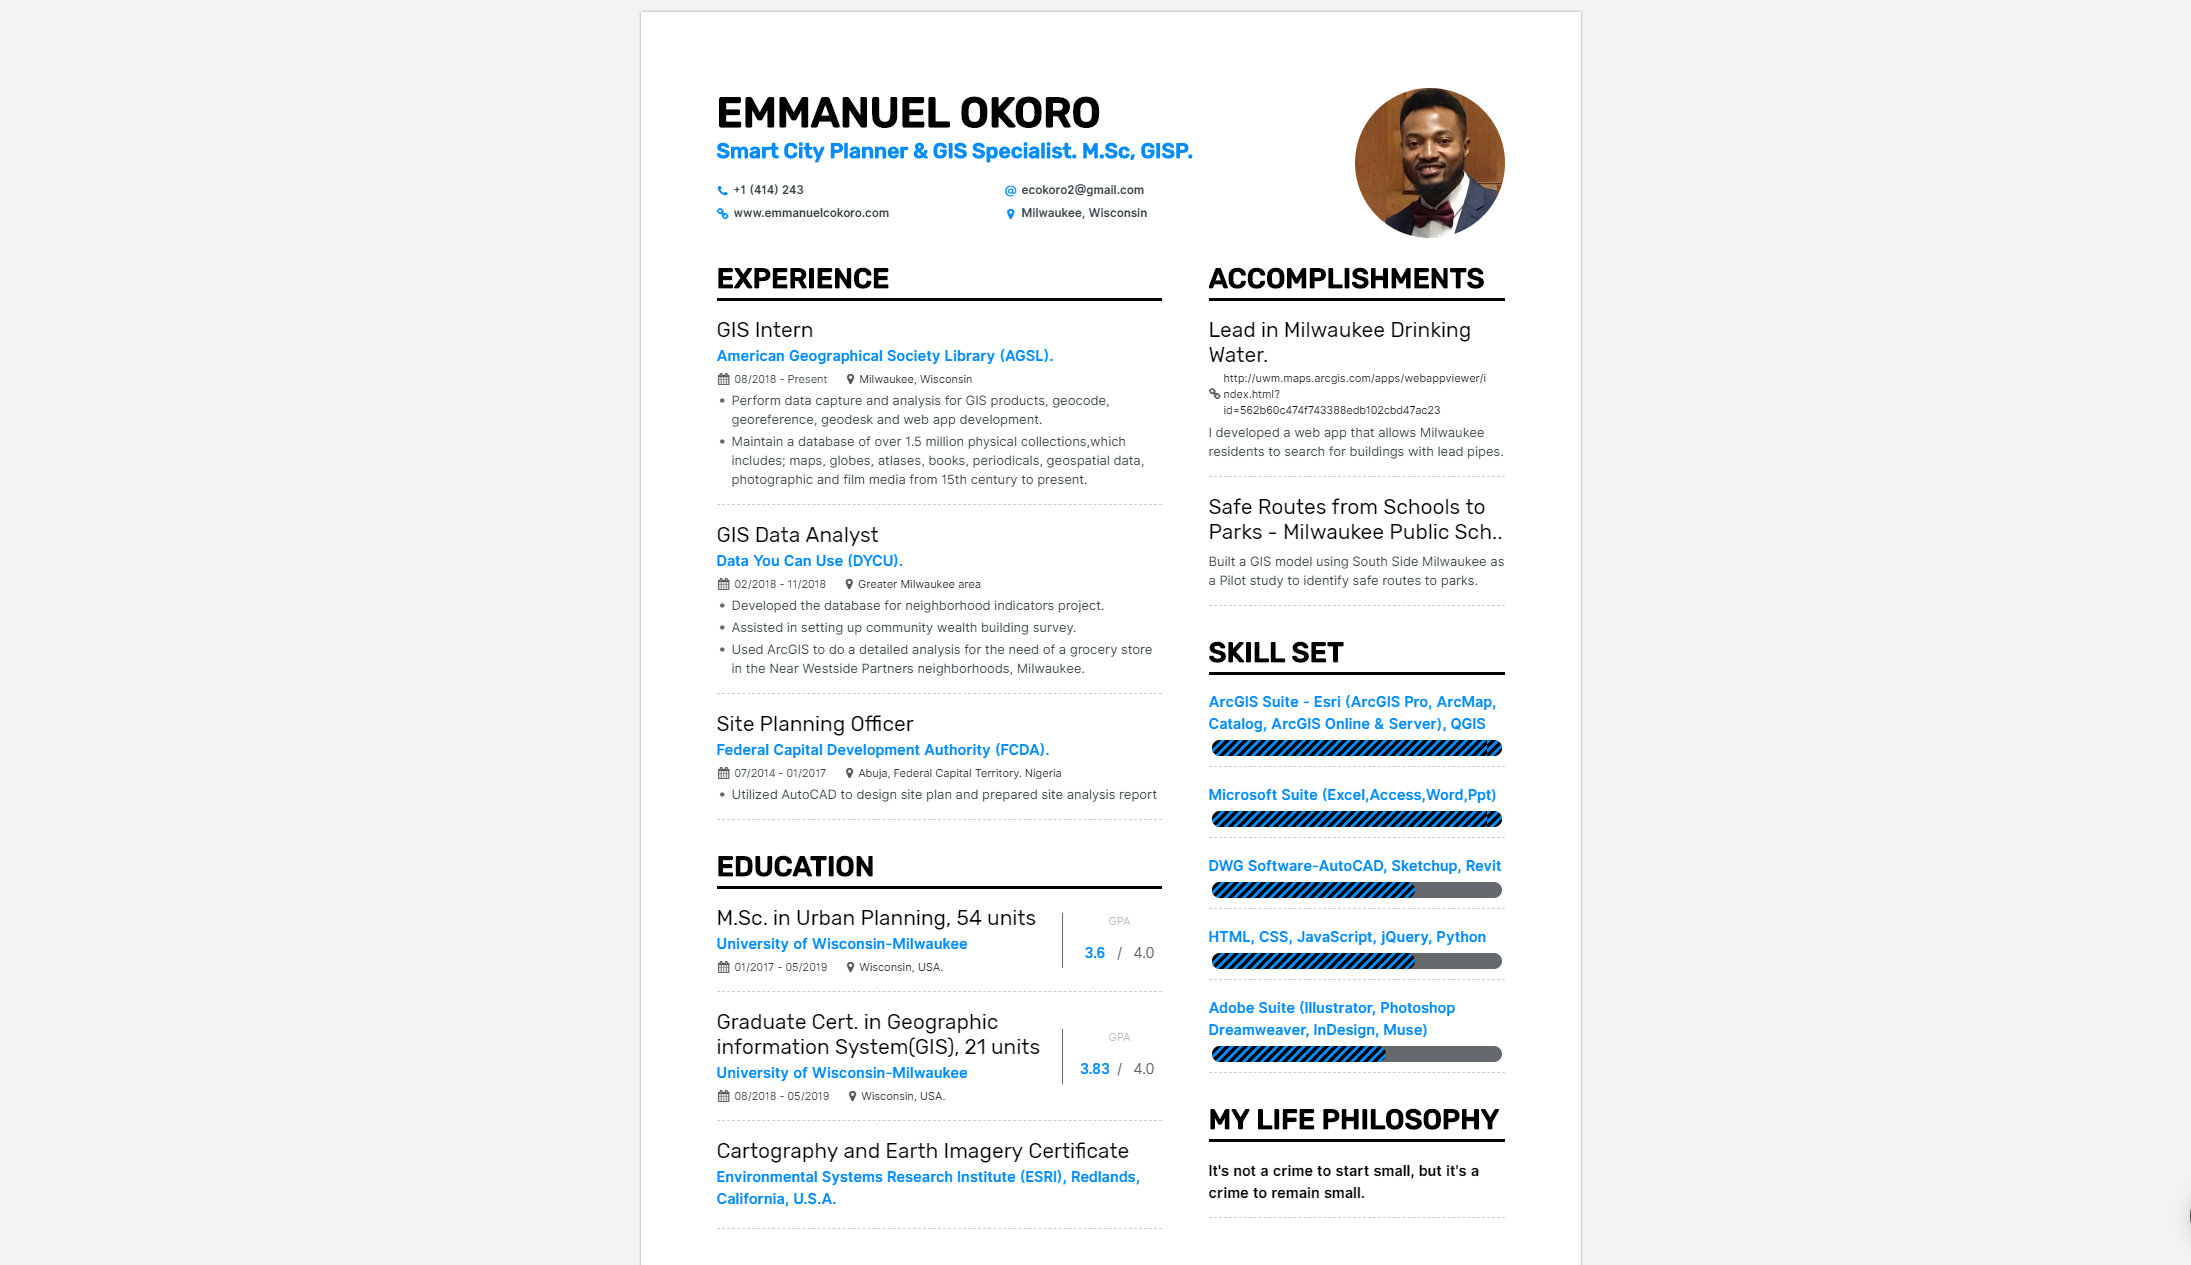 EMMANUEL OKORO
Smart City Planner & GIS Specialist. M.Sc, GISP.
+1 (414) 243
ecokoro2@gmail.com
www.emmanuelcokoro.com
Milwaukee, Wisconsin
EXPERIENCE
GIS Intern
American Geographical Society Library (AGSL).
08/2018 - Present Milwaukee, Wisconsin
• Perform data capture and analysis for GIS products, geocode,
georeference, geodesk and web app development.
• Maintain a database of over 1.5 million physical collections,which
includes; maps, globes, atlases, books, periodicals, geospatial data,
photographic and film media from 15th century to present.
GIS Data Analyst
Data You Can Use (DYCU).
02/2018 - 11/2018 Greater Milwaukee area
• Developed the database for neighborhood indicators project.
• Assisted in setting up community wealth building survey.
• Used ArcGIS to do a detailed analysis for the need of a grocery store
in the Near Westside Partners neighborhoods, Milwaukee.
Site Planning Officer
Federal Capital Development Authority (FCDA).
07/2014 - 01/2017 Abuja, Federal Capital Territory. Nigeria
• Utilized AutoCAD to design site plan and prepared site analysis report
EDUCATION
M.Sc. in Urban Planning, 54 units
University of Wisconsin-Milwaukee
01/2017 - 05/2019 Wisconsin, USA.
GPA
3.6 / 4.0
Graduate Cert. in Geographic
information System(GIS), 21 units
University of Wisconsin-Milwaukee
08/2018 - 05/2019 Wisconsin, USA.
GPA
3.83 / 4.0
Cartography and Earth Imagery Certificate
Environmental Systems Research Institute (ESRI), Redlands,
California, U.S.A.
ACCOMPLISHMENTS
Lead in Milwaukee Drinking
Water.
http://uwm.maps.arcgis.com/apps/webappviewer/i
ndex.html?
id=562b60c474f743388edb102cbd47ac23
I developed a web app that allows Milwaukee
residents to search for buildings with lead pipes.
Safe Routes from Schools to
Parks - Milwaukee Public Sch..
Built a GIS model using South Side Milwaukee as
a Pilot study to identify safe routes to parks.
SKILL SET
ArcGIS Suite - Esri (ArcGIS Pro, ArcMap,
Catalog, ArcGIS Online & Server), QGIS
Microsoft Suite (Excel,Access,Word,Ppt)
DWG Software-AutoCAD, Sketchup, Revit
HTML, CSS, JavaScript, jQuery, Python
Adobe Suite (Illustrator, Photoshop
Dreamweaver, InDesign, Muse)
MY LIFE PHILOSOPHY
It's not a crime to start small, but it's a
crime to remain small.